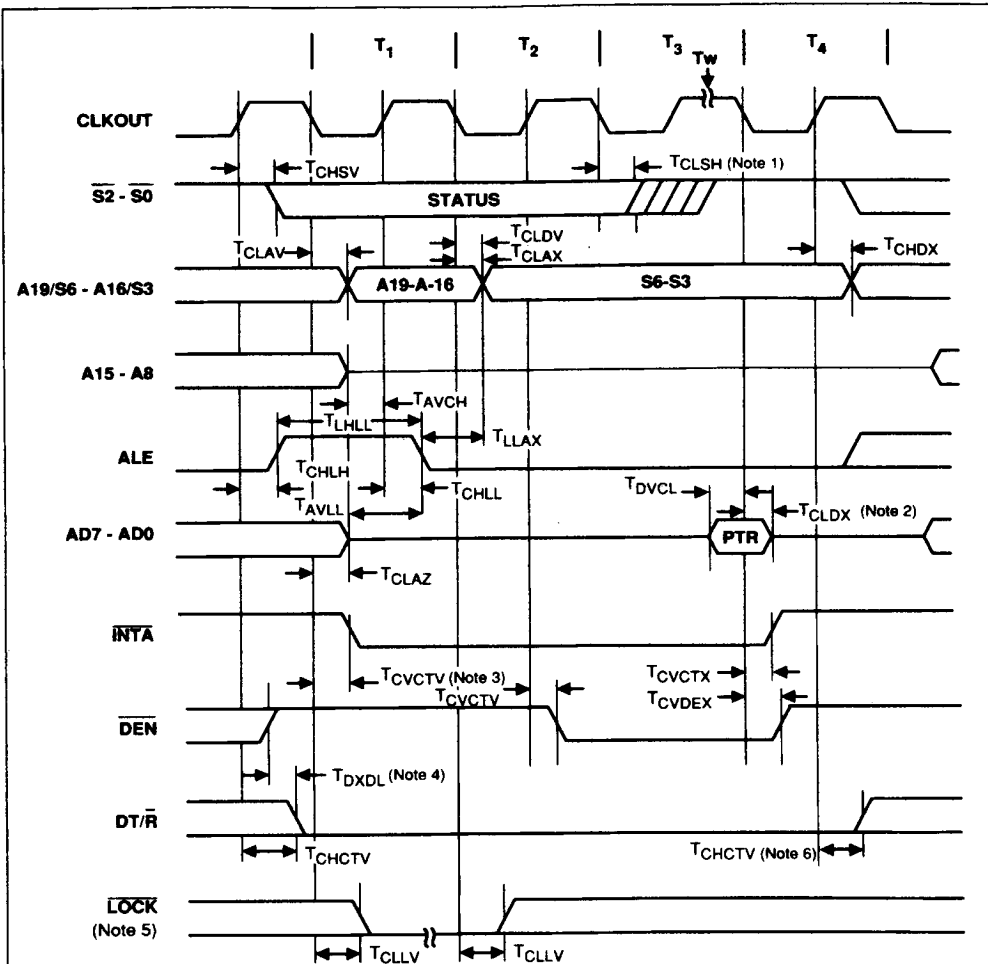 T1 T2 T3 T4
TW
CLKOUT
TCHSV
TCLSH (Note 1)
S2 - S0
STATUS
TCLDV
TCLAV
TCLAX
TCHDX
A19/S6 - A16/S3
A19-A-16
S6-S3
A15 - A8
TAVCH
TLHLL
TLLAX
ALE
TCHLH
TCHLL
TDVCL
TAVLL
TCLDX (Note 2)
AD7 - AD0
PTR
TCLAZ
INTA
TCVCTV (Note 3)
TCVCTX
TCVCTV
TCVDEX
DEN
TDXDL (Note 4)
DT/R
TCHCTV
TCHCTV (Note 6)
LOCK
(Note 5)
TCLLV
TCLLV